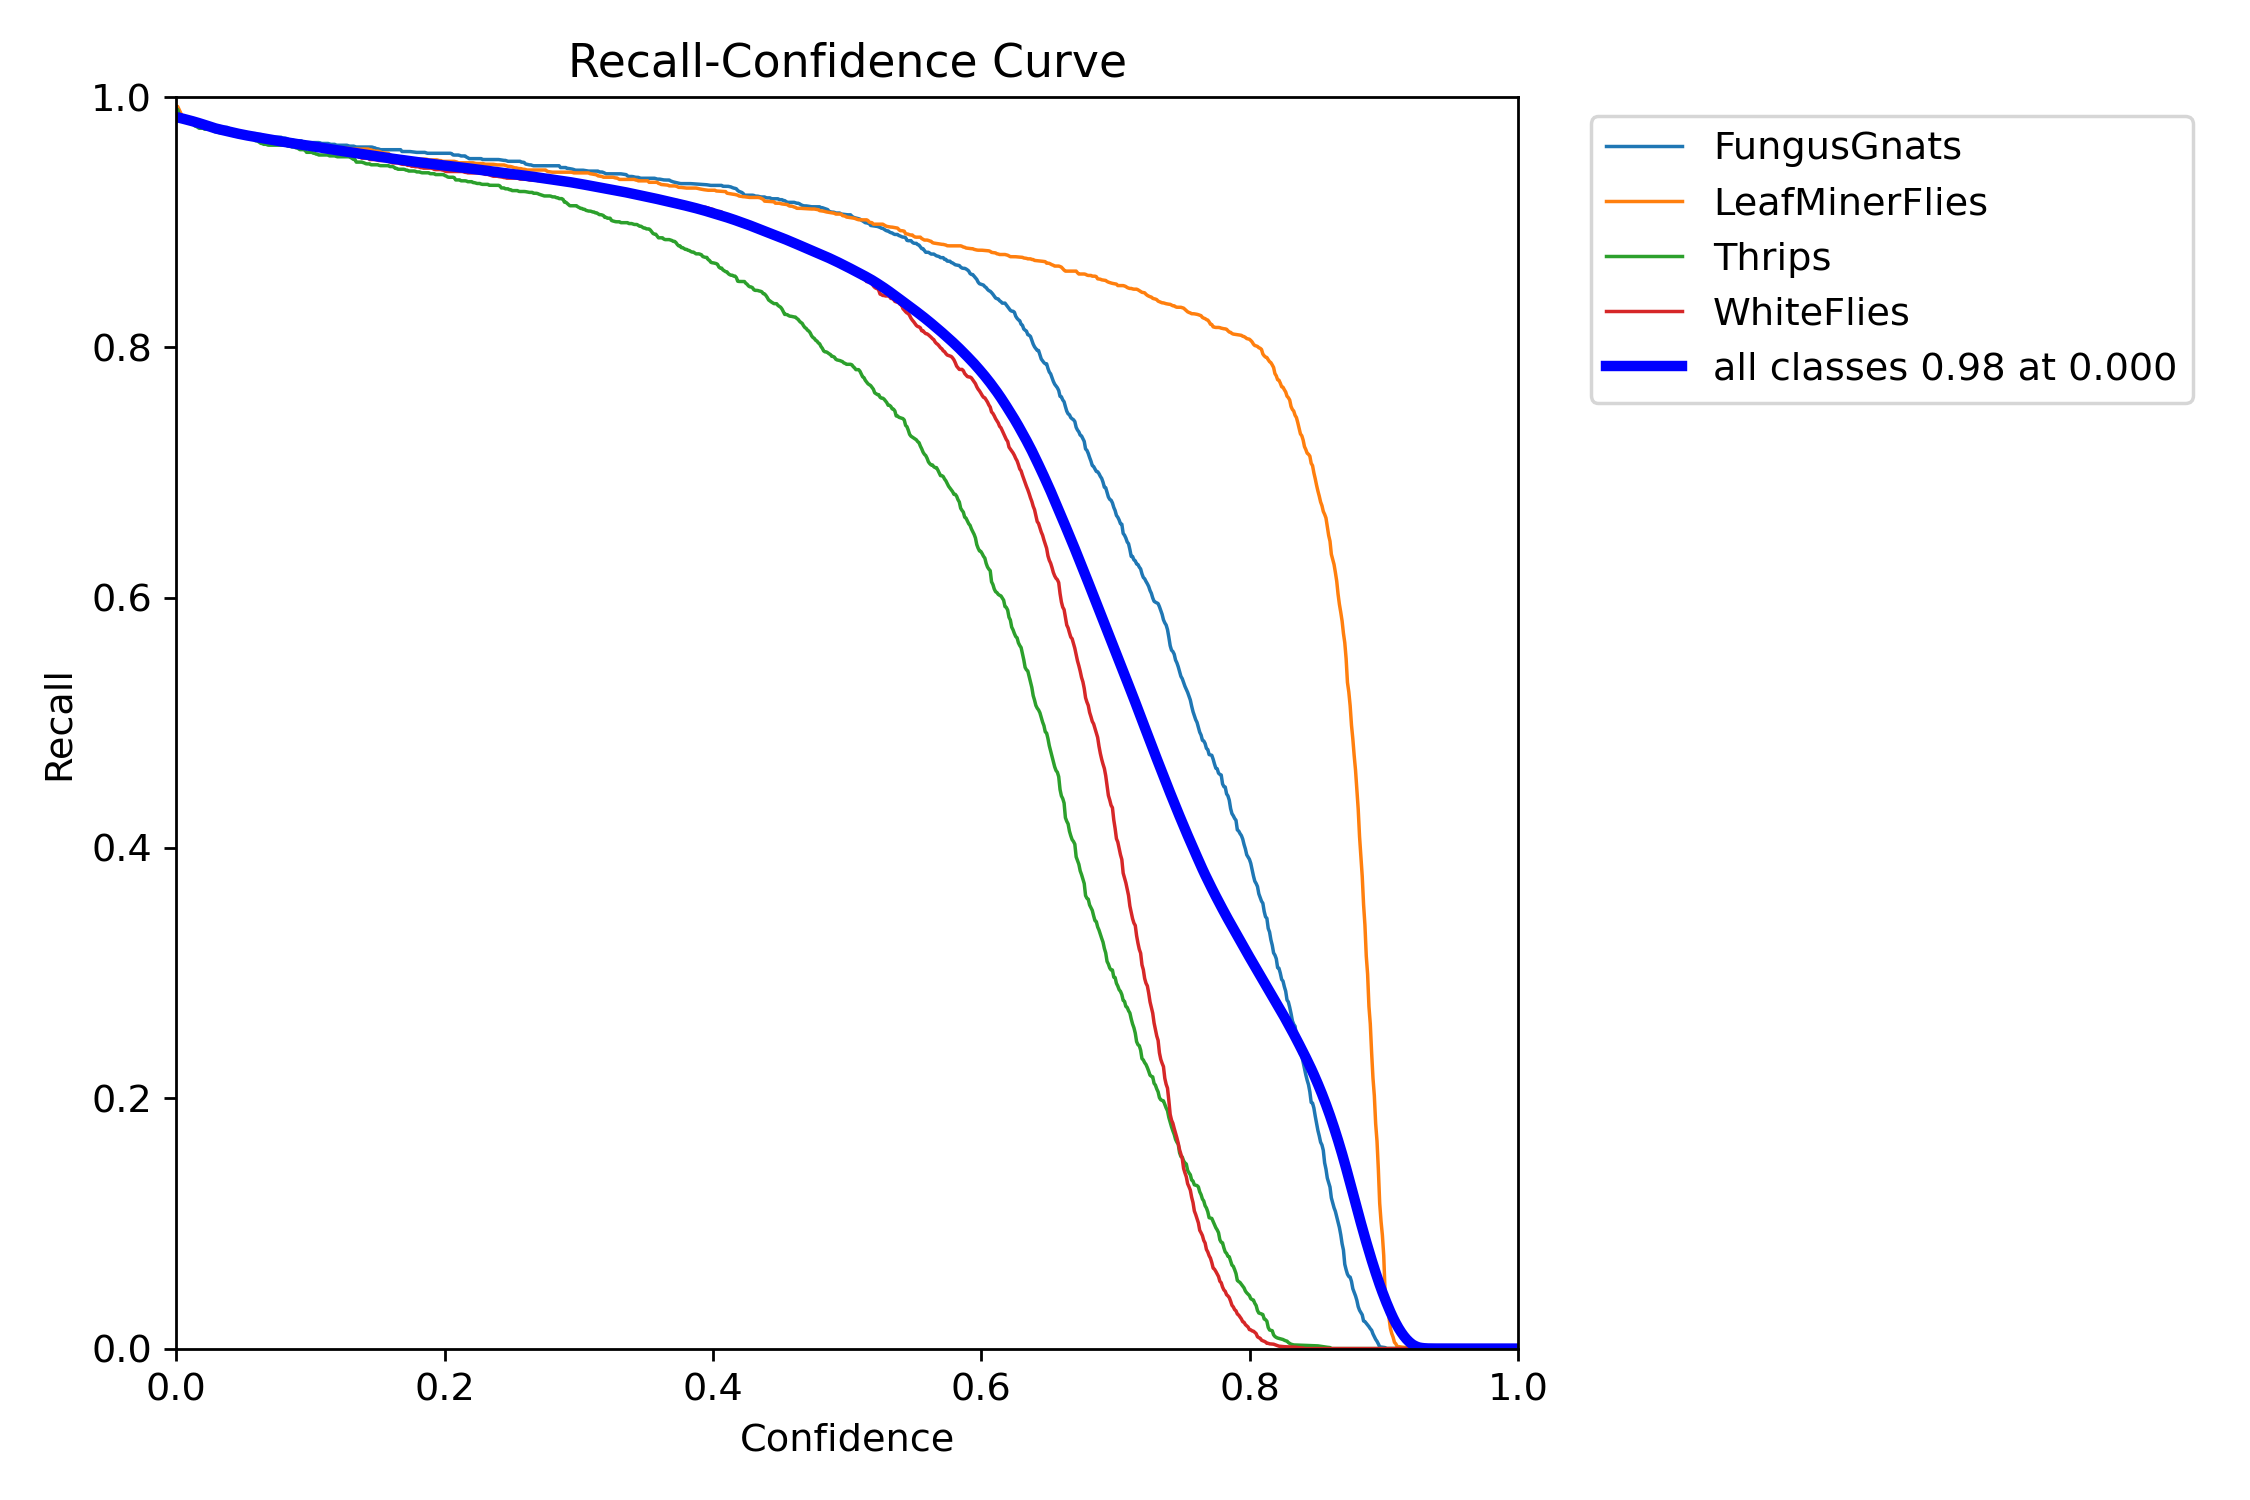 Recall-Confidence Curve
1.0
0.8
0.6
0.4
0.2
0.0
Recall
0.0 0.2 0.4 0.6 0.8 1.0
Confidence
FungusGnats
LeafMinerFlies
Thrips
WhiteFlies
all classes 0.98 at 0.000